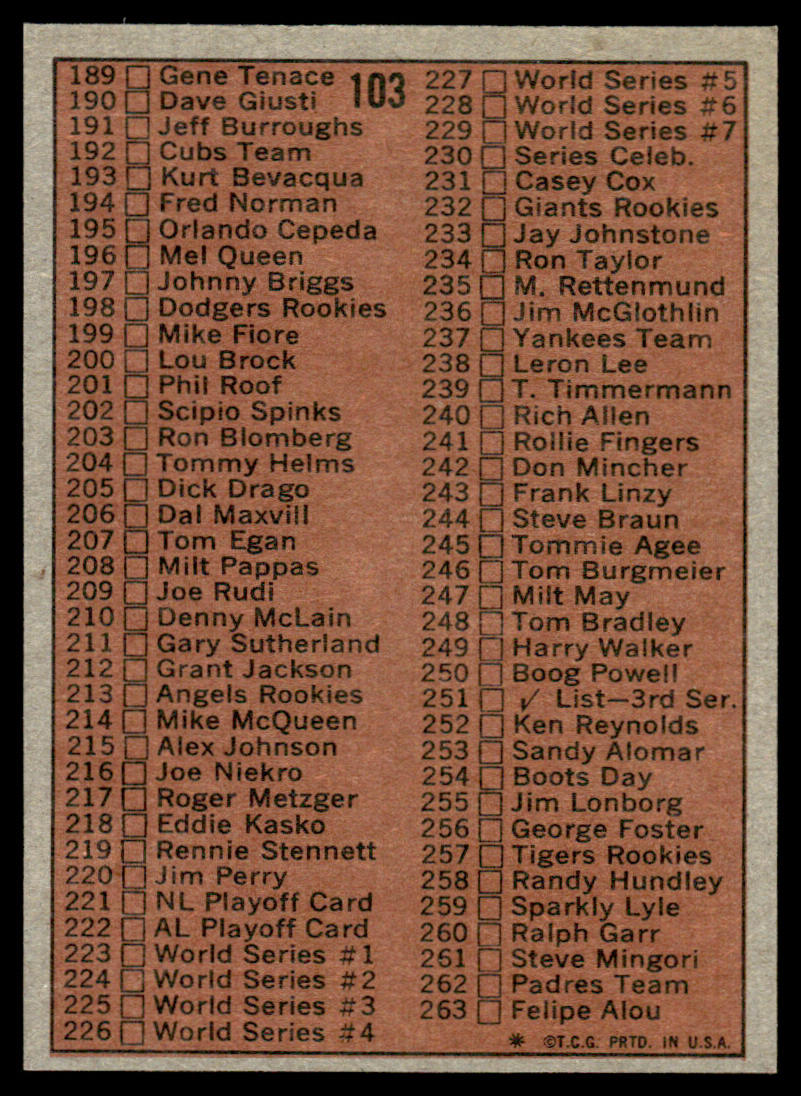 103
189 □ Gene Tenace
190 □ Dave Giusti
191 □ Jeff Burroughs
192 □ Cubs Team
193 □ Kurt Bevacqua
194 □ Fred Norman
195 □ Orlando Cepeda
196 □ Mel Queen
197 □ Johnny Briggs
198 □ Dodgers Rookies
199 □ Mike Fiore
200 □ Lou Brock
201 □ Phil Roof
202 □ Scipio Spinks
203 □ Ron Blomberg
204 □ Tommy Helms
205 □ Dick Drago
206 □ Dal Maxvill
207 □ Tom Egan
208 □ Milt Pappas
209 □ Joe Rudi
210 □ Denny McLain
211 □ Gary Sutherland
212 □ Grant Jackson
213 □ Angels Rookies
214 □ Mike McQueen
215 □ Alex Johnson
216 □ Joe Niekro
217 □ Roger Metzger
218 □ Eddie Kasko
219 □ Rennie Stennett
220 □ Jim Perry
221 □ NL Playoff Card
222 □ AL Playoff Card
223 □ World Series #1
224 □ World Series #2
225 □ World Series #3
226 □ World Series #4
227 □ World Series #5
228 □ World Series #6
229 □ World Series #7
230 □ Series Celeb.
231 □ Casey Cox
232 □ Giants Rookies
233 □ Jay Johnstone
234 □ Ron Taylor
235 □ M. Rettenmund
236 □ Jim McGlothlin
237 □ Yankees Team
238 □ Leron Lee
239 □ T. Timmermann
240 □ Rich Allen
241 □ Rollie Fingers
242 □ Don Mincher
243 □ Frank Linzy
244 □ Steve Braun
245 □ Tommie Agee
246 □ Tom Burgmeier
247 □ Milt May
248 □ Tom Bradley
249 □ Harry Walker
250 □ Boog Powell
251 □ ✓ List—3rd Ser.
252 □ Ken Reynolds
253 □ Sandy Alomar
254 □ Boots Day
255 □ Jim Lonborg
256 □ George Foster
257 □ Tigers Rookies
258 □ Randy Hundley
259 □ Sparkly Lyle
260 □ Ralph Garr
261 □ Steve Mingori
262 □ Padres Team
263 □ Felipe Alou
* ©T.C.G. PRTD. IN U.S.A.